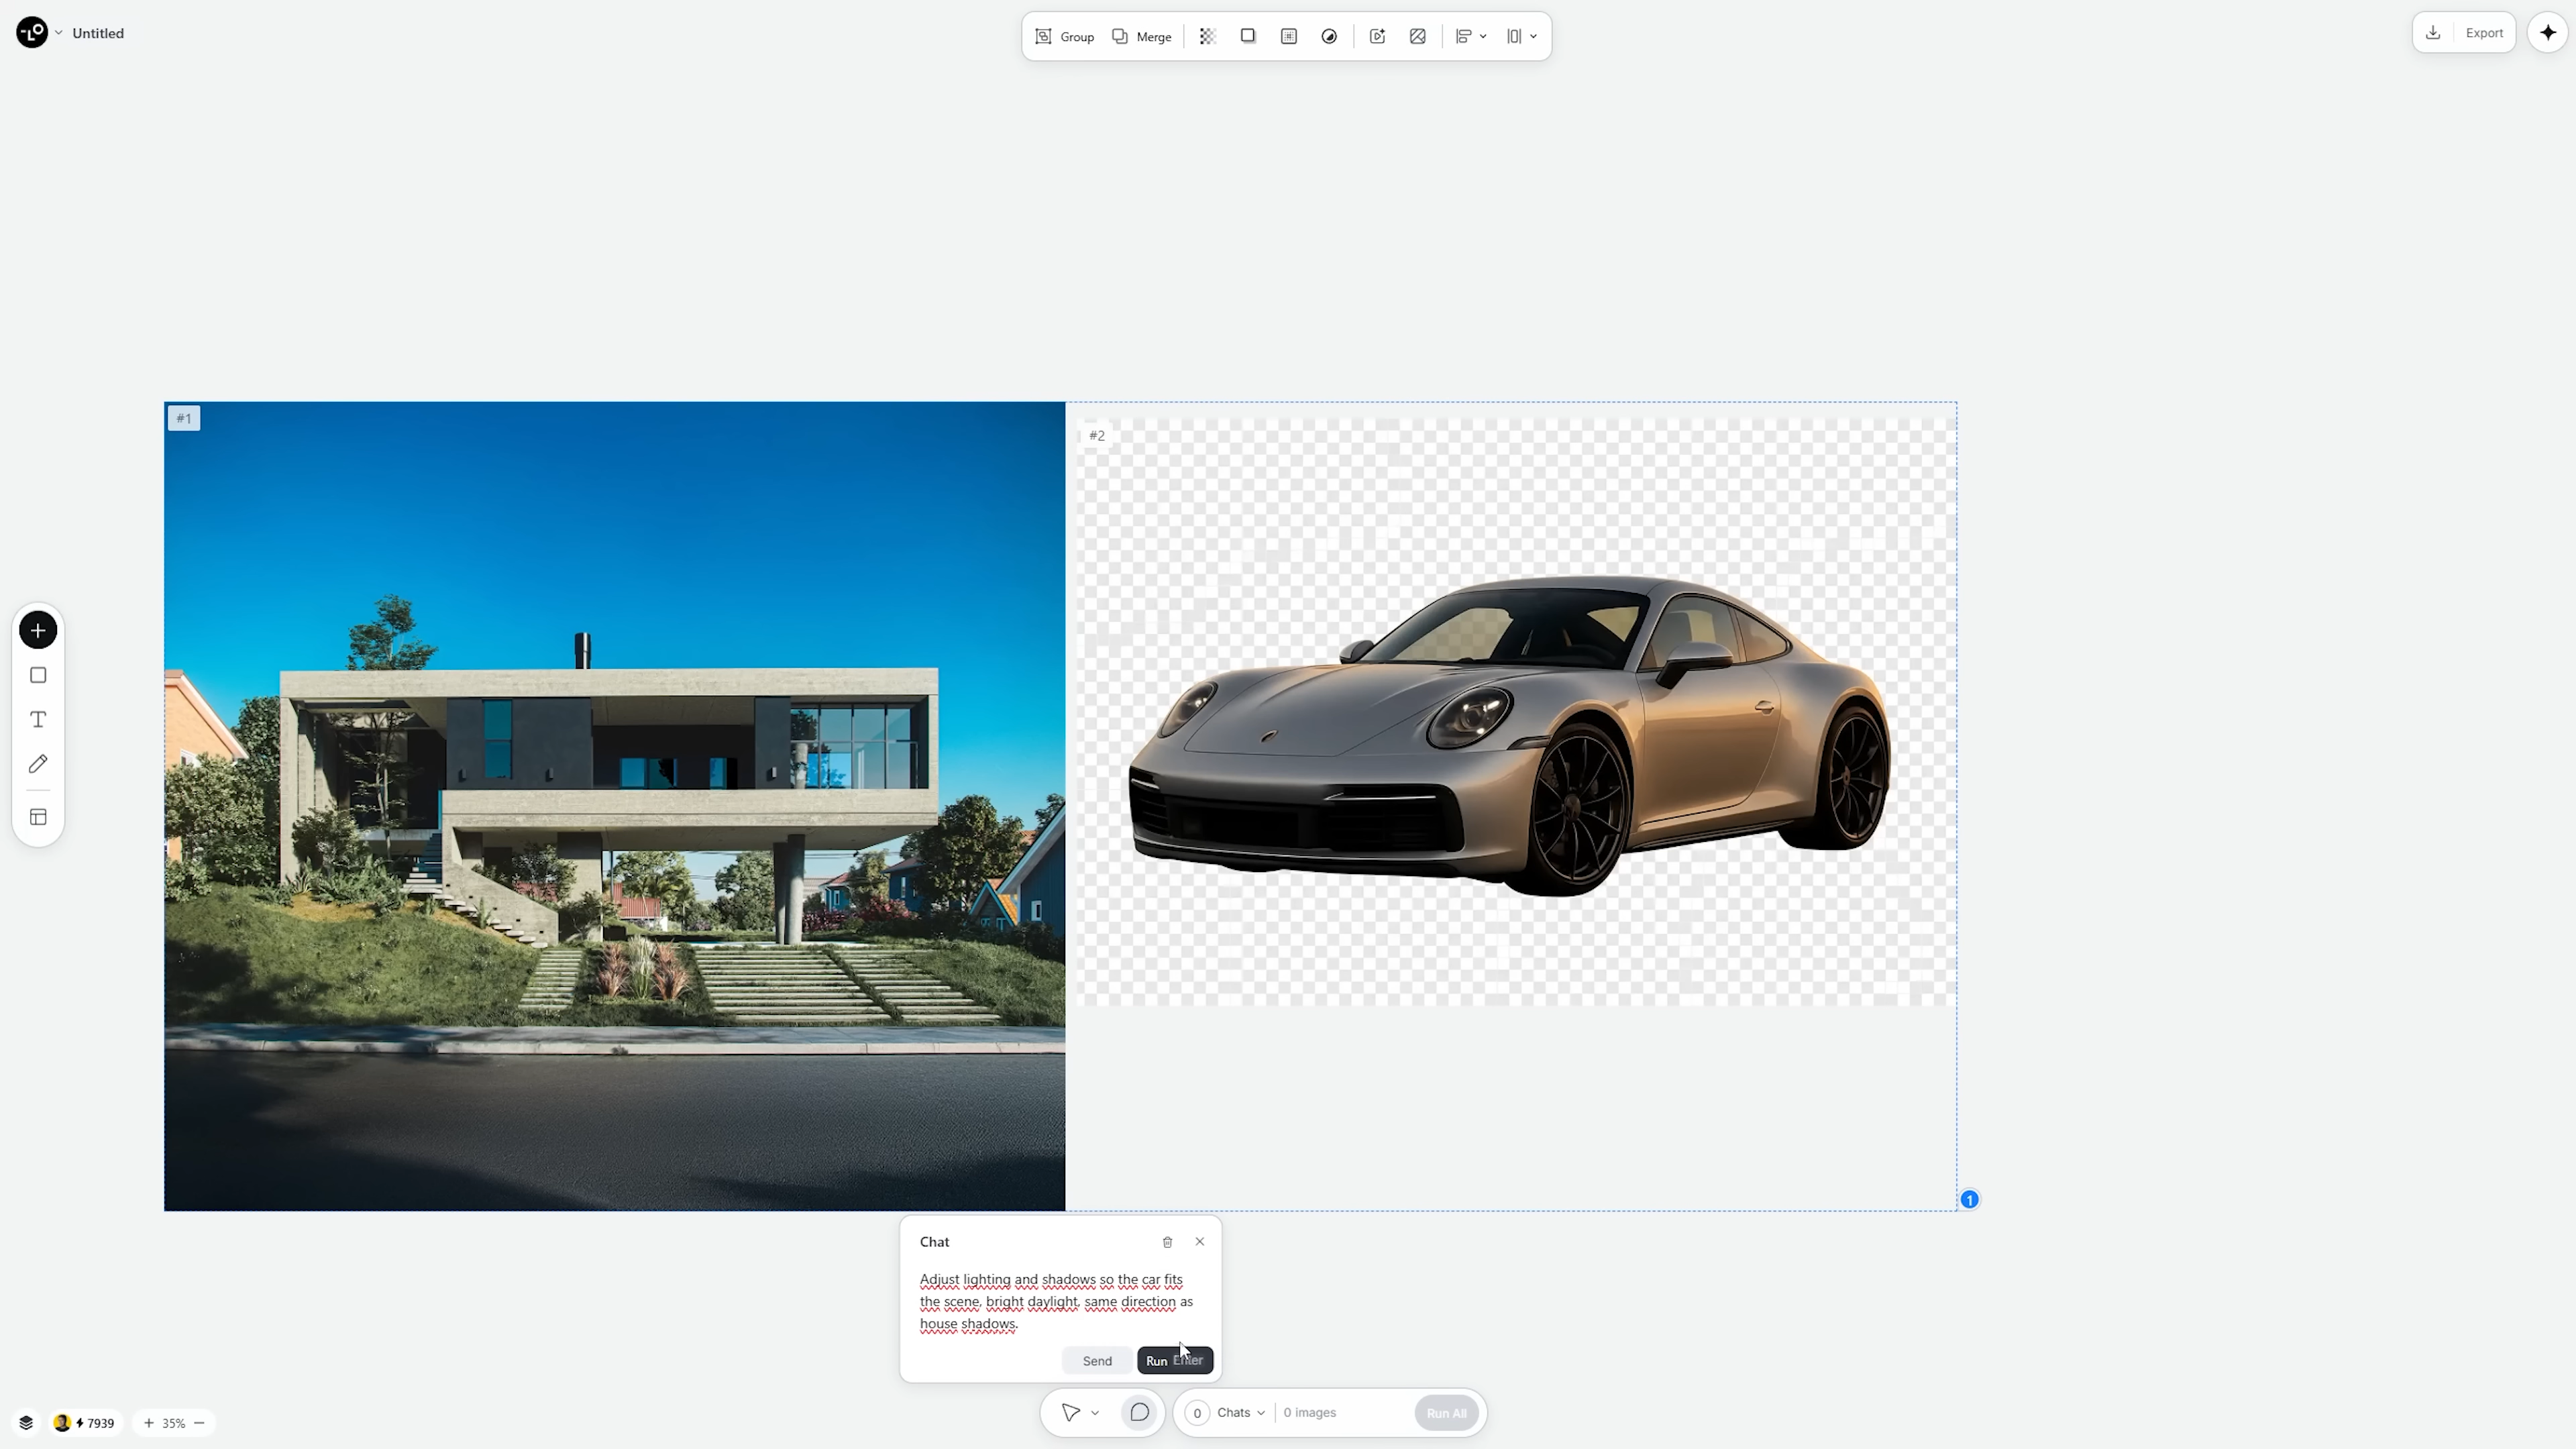 Untitled
Group
Merge
Export
#1
#2
1
Chat
Adjust lighting and shadows so the car fits
the scene, bright daylight, same direction as
house shadows.
Send
Run Enter
7939
35%
0
Chats
0 images
Run All